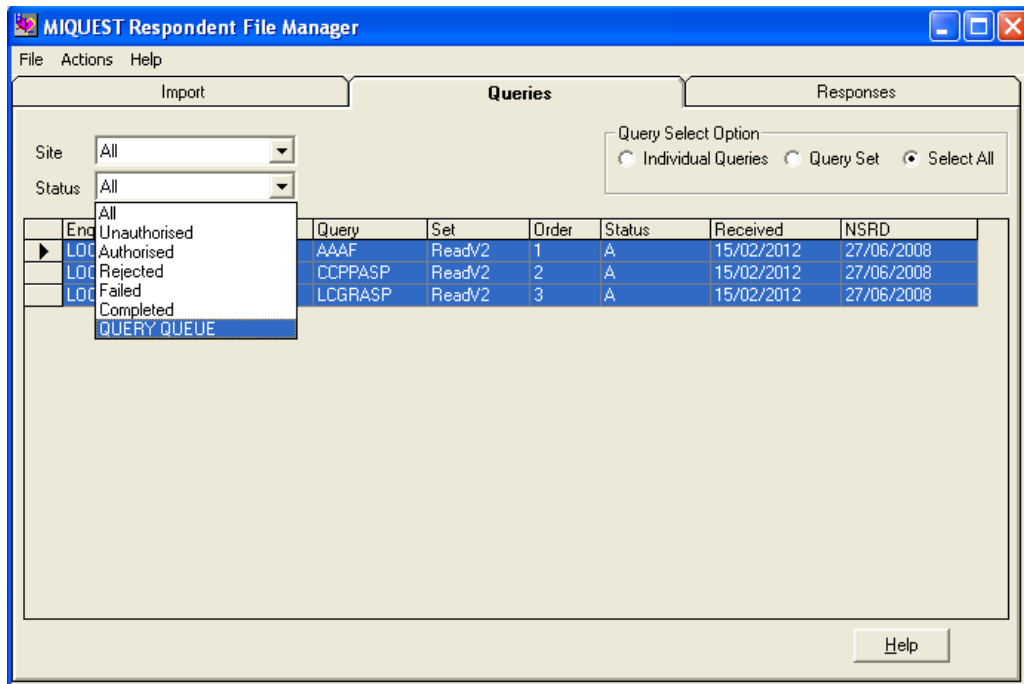 MIQUEST Respondent File Manager
File Actions Help
Import Queries Responses
Query Select Option
Site All Individual Queries Query Set Select All
Status All
All
Unauthorised
Authorised
Rejected
Failed
Completed
QUERY QUEUE
Enq Query Set Order Status Received NSRD
LOC AAAF ReadV2 1 A 15/02/2012 27/06/2008
LOC CCPPASP ReadV2 2 A 15/02/2012 27/06/2008
LOC LCGRASP ReadV2 3 A 15/02/2012 27/06/2008
Help